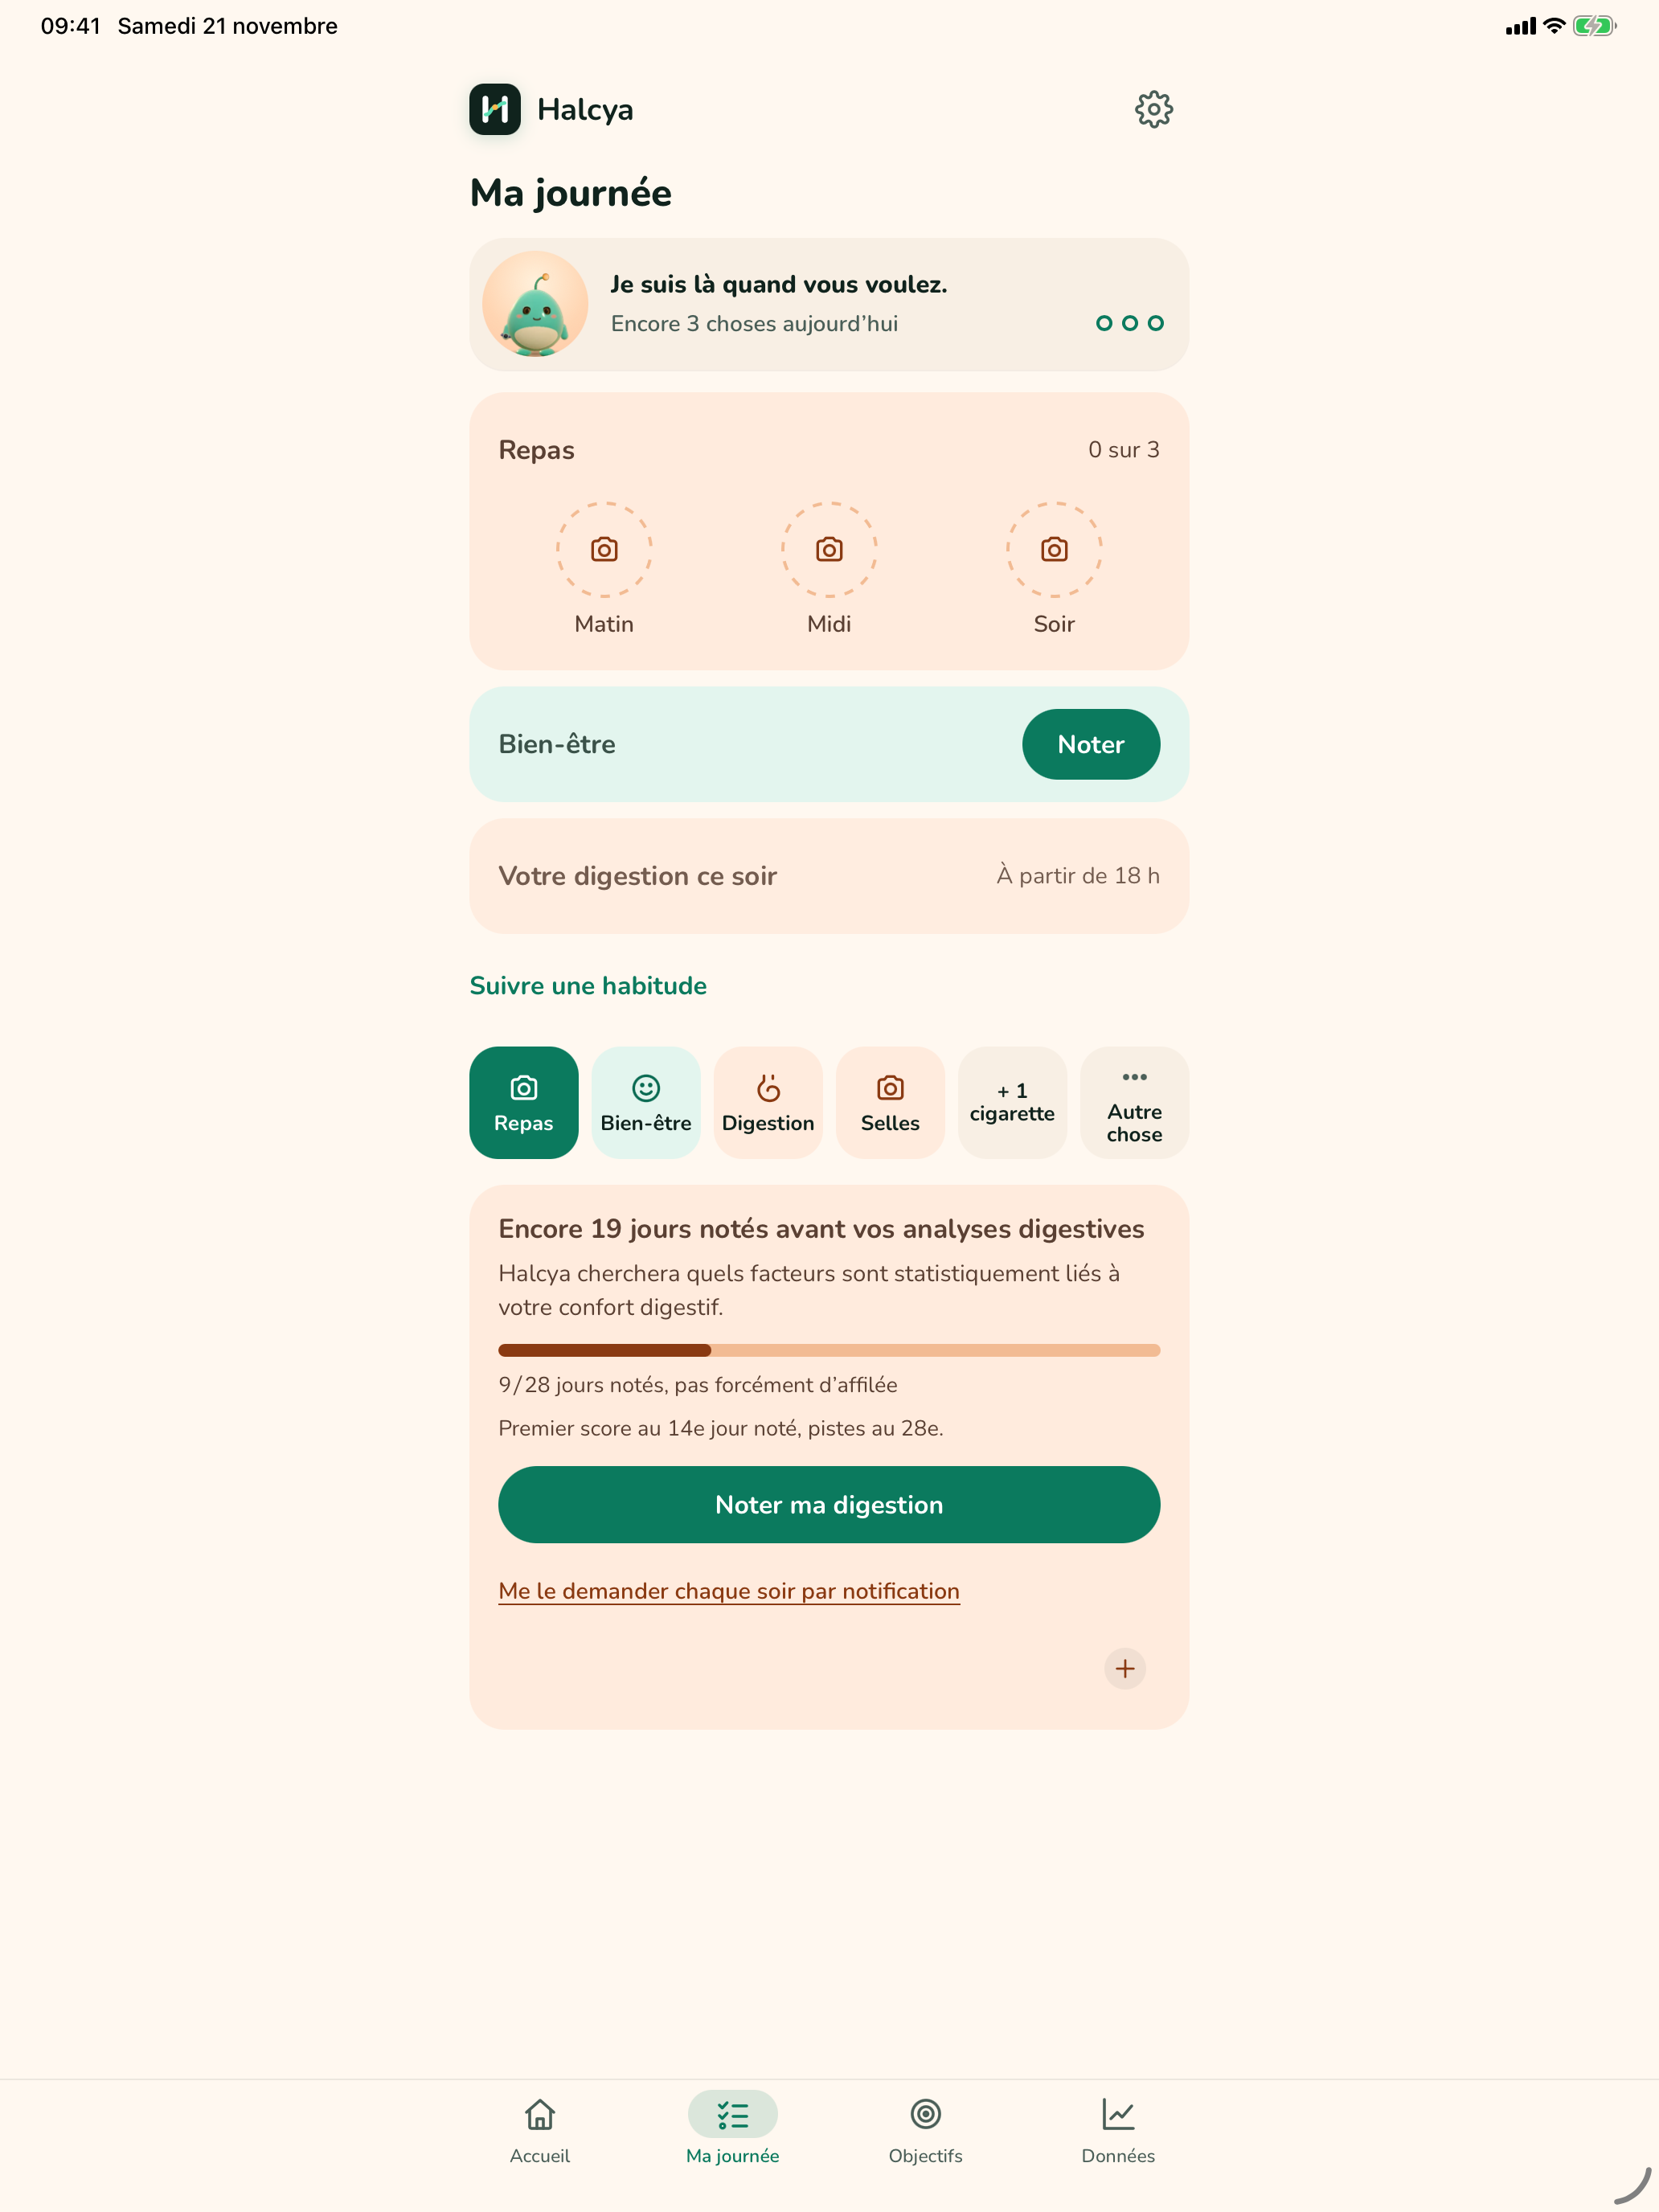 09:41 Samedi 21 novembre
Halcya
Ma journée
Je suis là quand vous voulez.
Encore 3 choses aujourd’hui
Repas
0 sur 3
Matin
Midi
Soir
Bien-être
Noter
Votre digestion ce soir
À partir de 18 h
Suivre une habitude
Repas
Bien-être
Digestion
Selles
+ 1
cigarette
Autre
chose
Encore 19 jours notés avant vos analyses digestives
Halcya cherchera quels facteurs sont statistiquement liés à
votre confort digestif.
9/28 jours notés, pas forcément d’affilée
Premier score au 14e jour noté, pistes au 28e.
Noter ma digestion
Me le demander chaque soir par notification
Accueil
Ma journée
Objectifs
Données